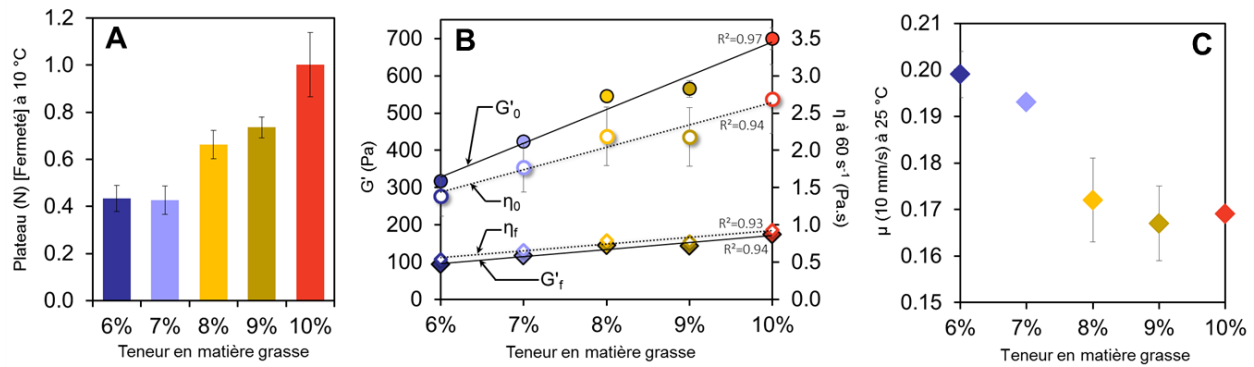 A
Plateau (N) [Fermeté] à 10 °C
1.2
1.0
0.8
0.6
0.4
0.2
0.0
6% 7% 8% 9% 10%
Teneur en matière grasse
B
G' (Pa)
700
600
500
400
300
200
100
0
G'0
η0
ηf
G'f
R²=0.97
R²=0.94
R²=0.93
R²=0.94
3.5
3.0
2.5
2.0
1.5
1.0
0.5
0.0
η à 60 s⁻¹ (Pa.s)
6% 7% 8% 9% 10%
Teneur en matière grasse
C
μ (10 mm/s) à 25 °C
0.20
0.19
0.18
0.17
0.16
0.15
6% 7% 8% 9% 10%
Teneur en matière grasse